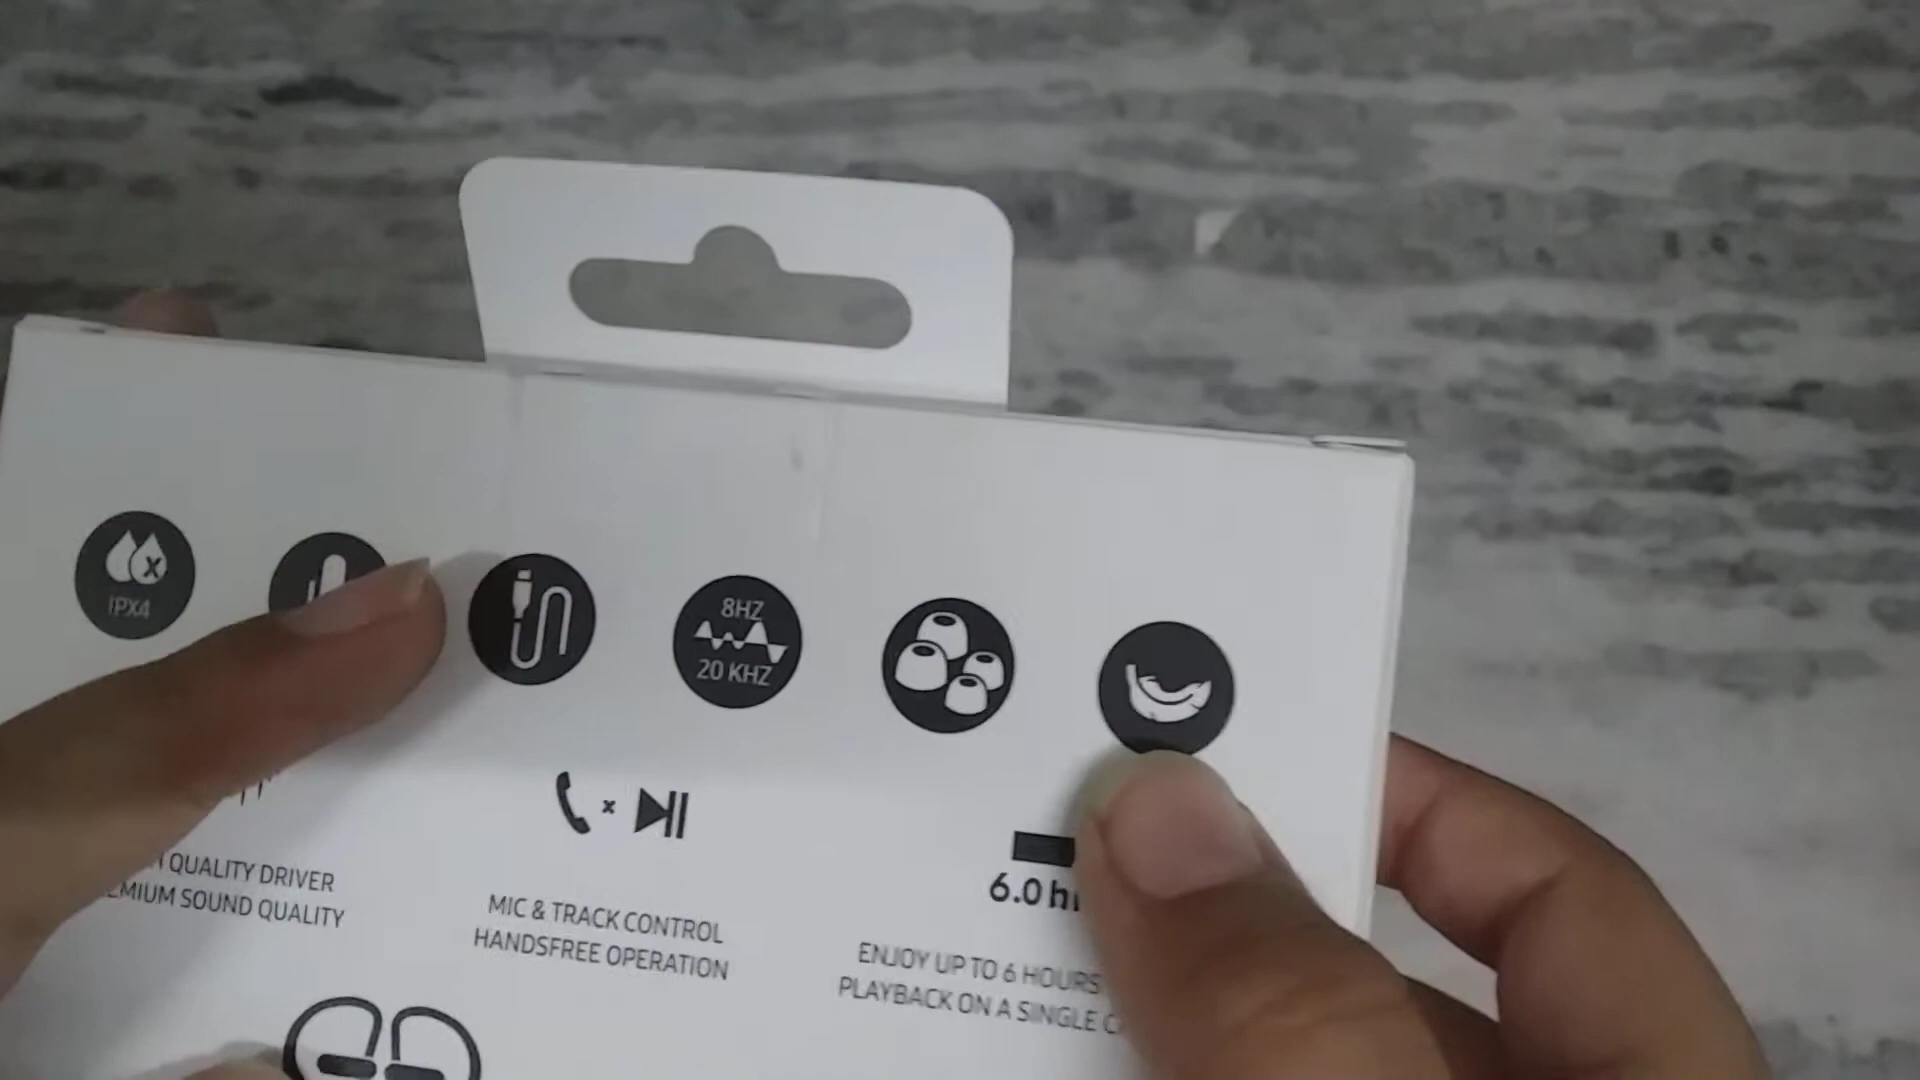 IPX4
8HZ
20 KHZ
QUALITY DRIVER
SOUND QUALITY
MIC & TRACK CONTROL
HANDSFREE OPERATION
6.0
ENJOY UP TO 6 HOURS
PLAYBACK ON A SINGLE